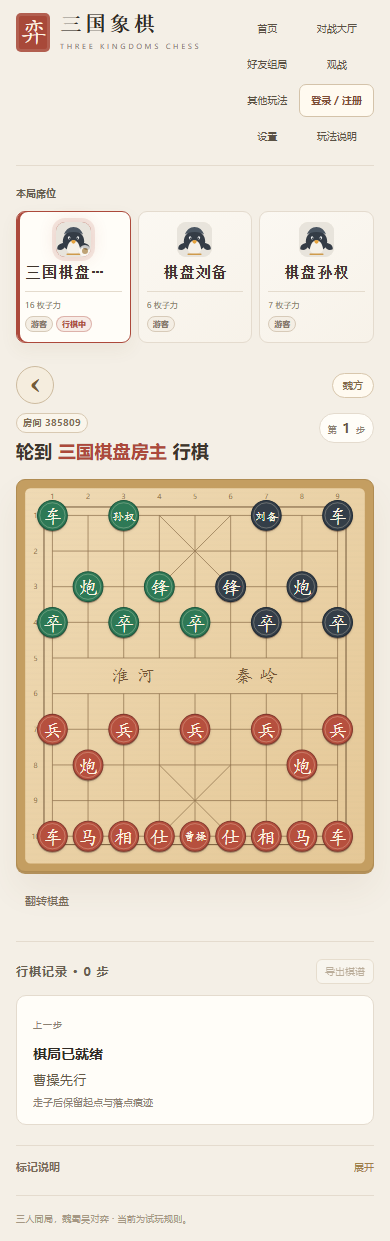 弈 三国象棋
THREE KINGDOMS CHESS
首页 对战大厅
好友组局 观战
其他玩法 登录 / 注册
设置 玩法说明
本局席位
三国棋盘… 棋盘刘备 棋盘孙权
16 枚子力 6 枚子力 7 枚子力
游客 行棋中 游客 游客
魏方
房间 385809
第 1 步
轮到 三国棋盘房主 行棋
1 2 3 4 5 6 7 8 9
车 孙权 刘备 车
2
3 炮 锋 锋 炮
卒 卒 卒 卒 卒
5
淮河 秦岭
6
兵 兵 兵 兵 兵
8 炮 炮
9
车 马 相 仕 曹操 仕 相 马 车
翻转棋盘
行棋记录 • 0 步 导出棋谱
上一步
棋局已就绪
曹操先行
走子后保留起点与落点痕迹
标记说明 展开
三人同局，魏蜀吴对弈 · 当前为试玩规则。